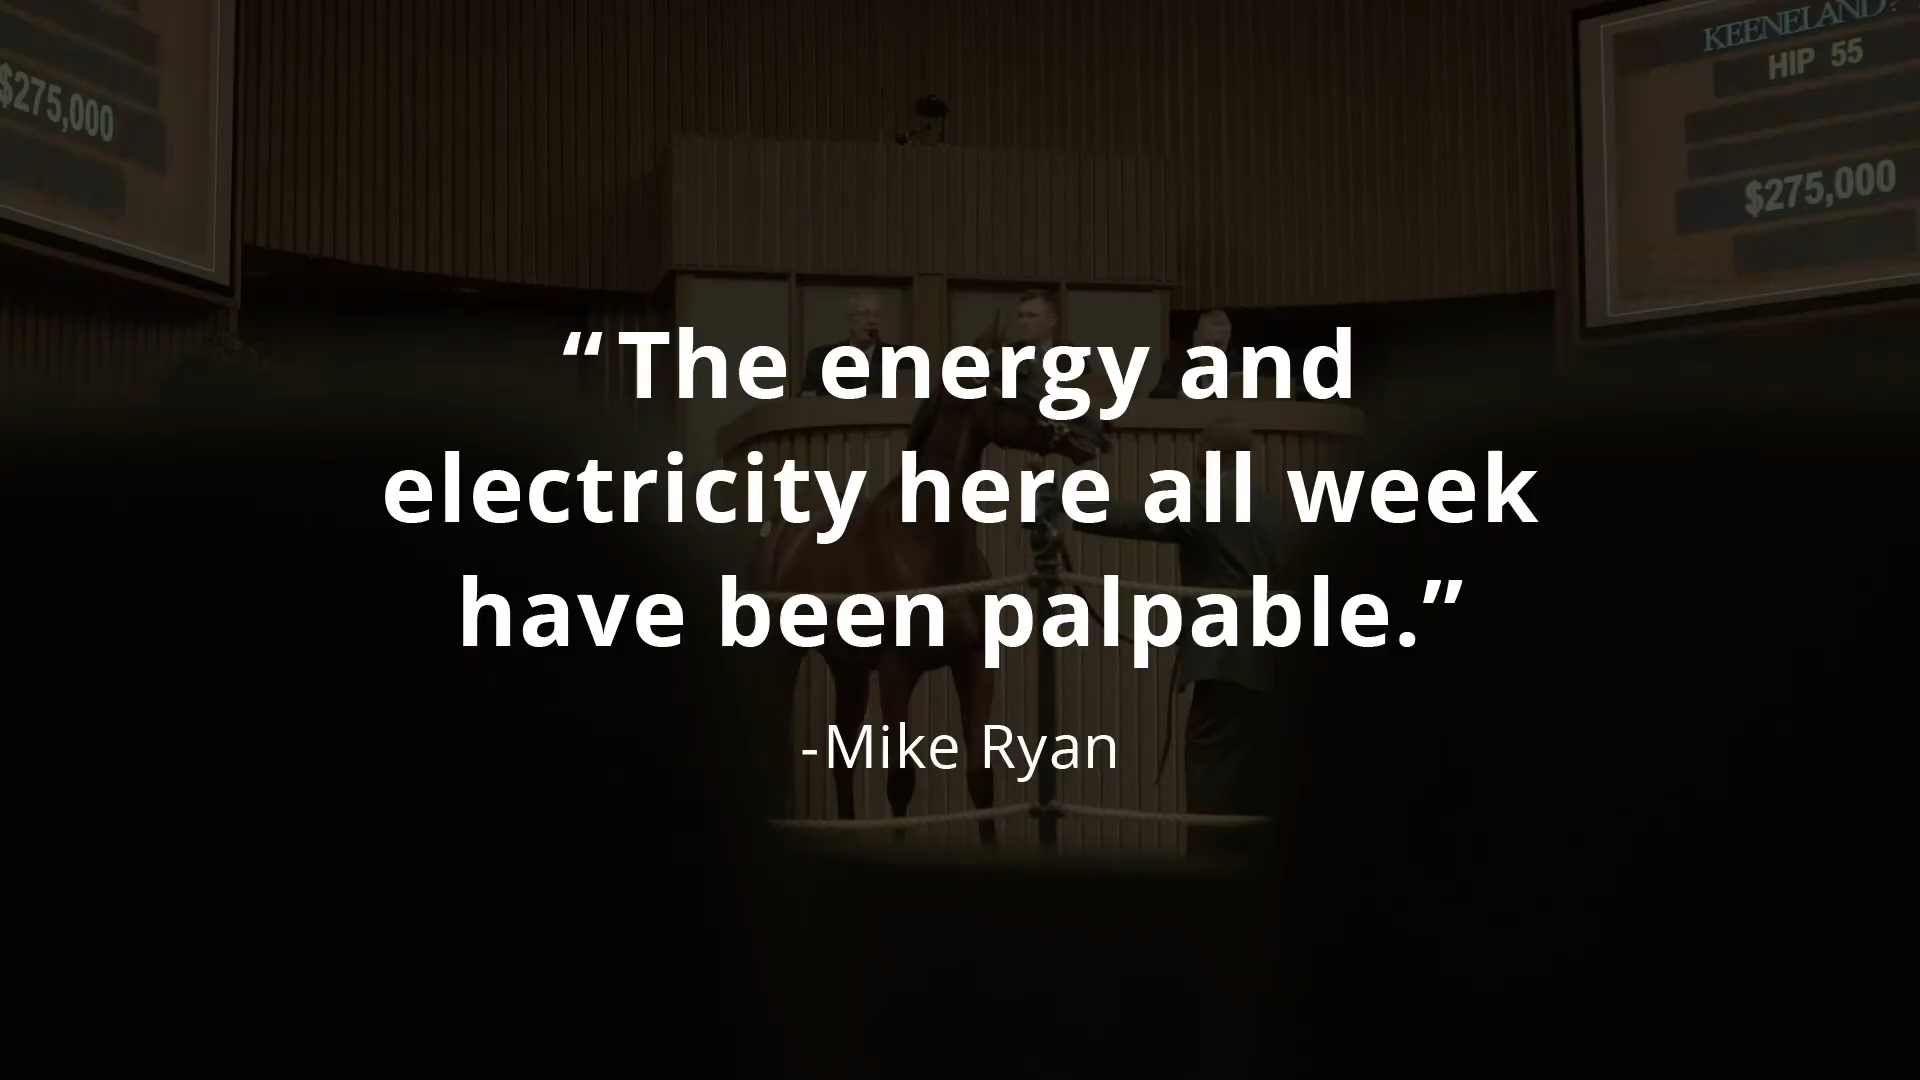 $275,000
KEENELAND
HIP 55
$275,000
“The energy and
electricity here all week
have been palpable.”
-Mike Ryan